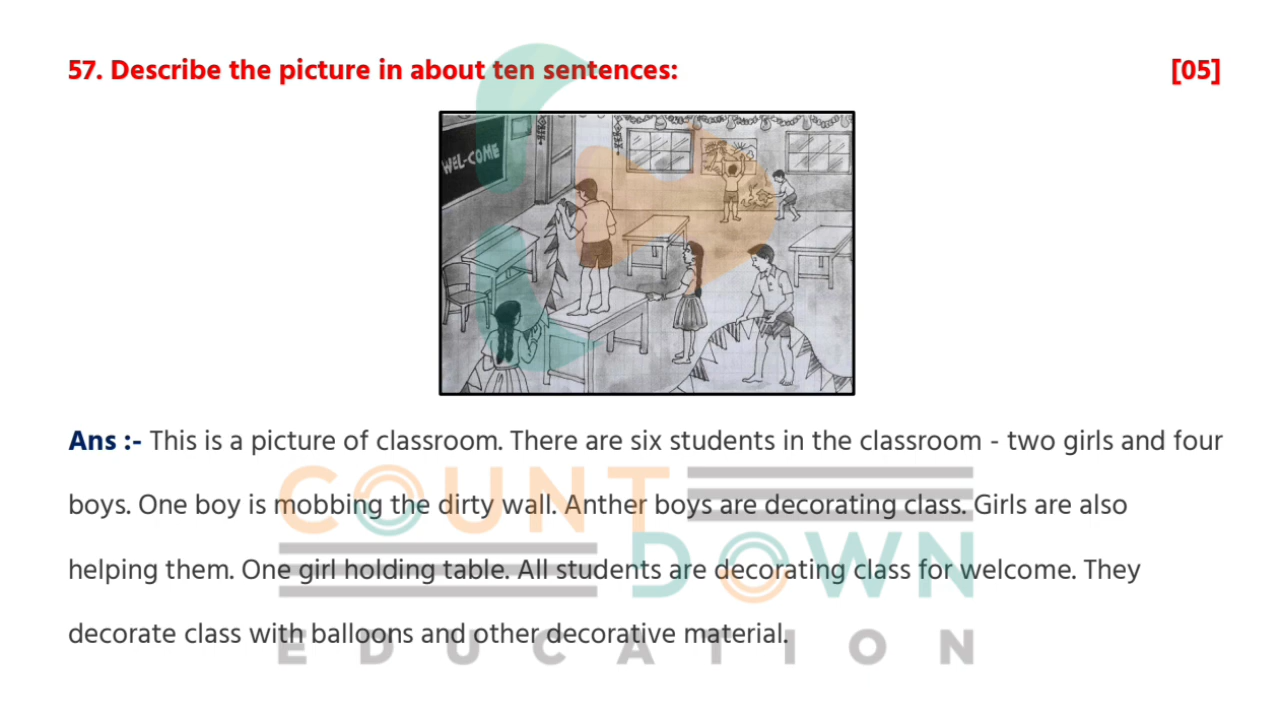 57. Describe the picture in about ten sentences: [05]
WEL-COME
Ans :- This is a picture of classroom. There are six students in the classroom - two girls and four
boys. One boy is mobbing the dirty wall. Anther boys are decorating class. Girls are also
helping them. One girl holding table. All students are decorating class for welcome. They
decorate class with balloons and other decorative material.
COUNT
DOWN
EDUCATION